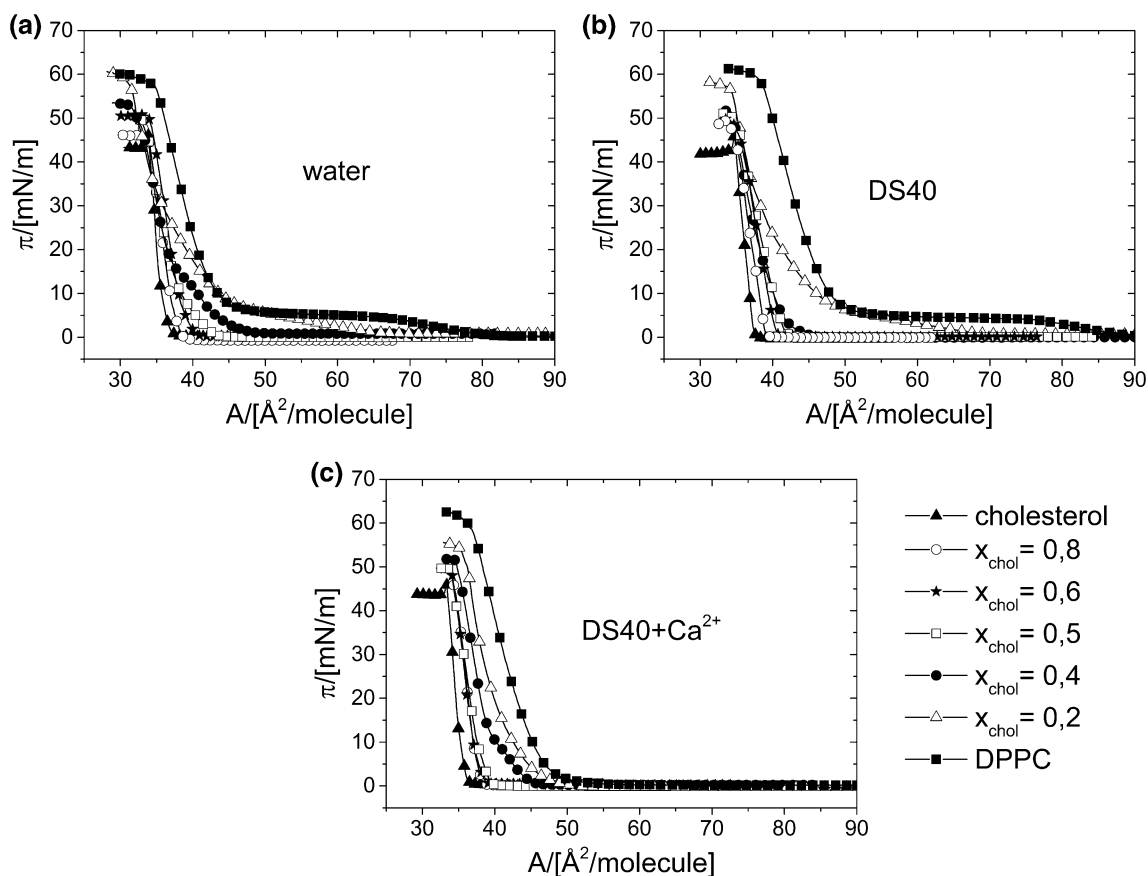 (a)
70
60
50
40
30
20
10
0
π/[mN/m]
water
30 40 50 60 70 80 90
A/[Å²/molecule]
(b)
70
60
50
40
30
20
10
0
π/[mN/m]
DS40
30 40 50 60 70 80 90
A/[Å²/molecule]
(c)
70
60
50
40
30
20
10
0
π/[mN/m]
DS40+Ca²⁺
30 40 50 60 70 80 90
A/[Å²/molecule]
cholesterol
x_chol = 0,8
x_chol = 0,6
x_chol = 0,5
x_chol = 0,4
x_chol = 0,2
DPPC